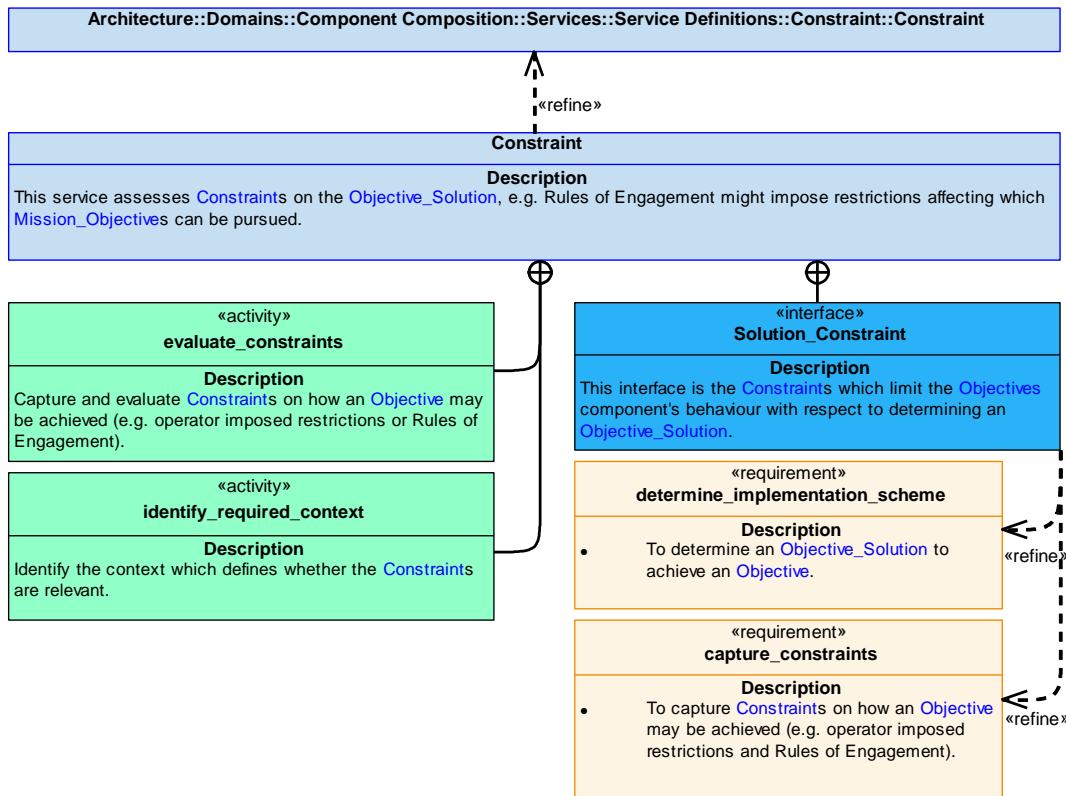 Architecture::Domains::Component Composition::Services::Service Definitions::Constraint::Constraint
«refine»
Constraint
Description
This service assesses Constraints on the Objective_Solution, e.g. Rules of Engagement might impose restrictions affecting which
Mission_Objectives can be pursued.
«activity»
evaluate_constraints
Description
Capture and evaluate Constraints on how an Objective may
be achieved (e.g. operator imposed restrictions or Rules of
Engagement).
«activity»
identify_required_context
Description
Identify the context which defines whether the Constraints
are relevant.
«interface»
Solution_Constraint
Description
This interface is the Constraints which limit the Objectives
component's behaviour with respect to determining an
Objective_Solution.
«requirement»
determine_implementation_scheme
Description
• To determine an Objective_Solution to
achieve an Objective.
«refine»
«requirement»
capture_constraints
Description
• To capture Constraints on how an Objective
may be achieved (e.g. operator imposed
restrictions and Rules of Engagement).
«refine»